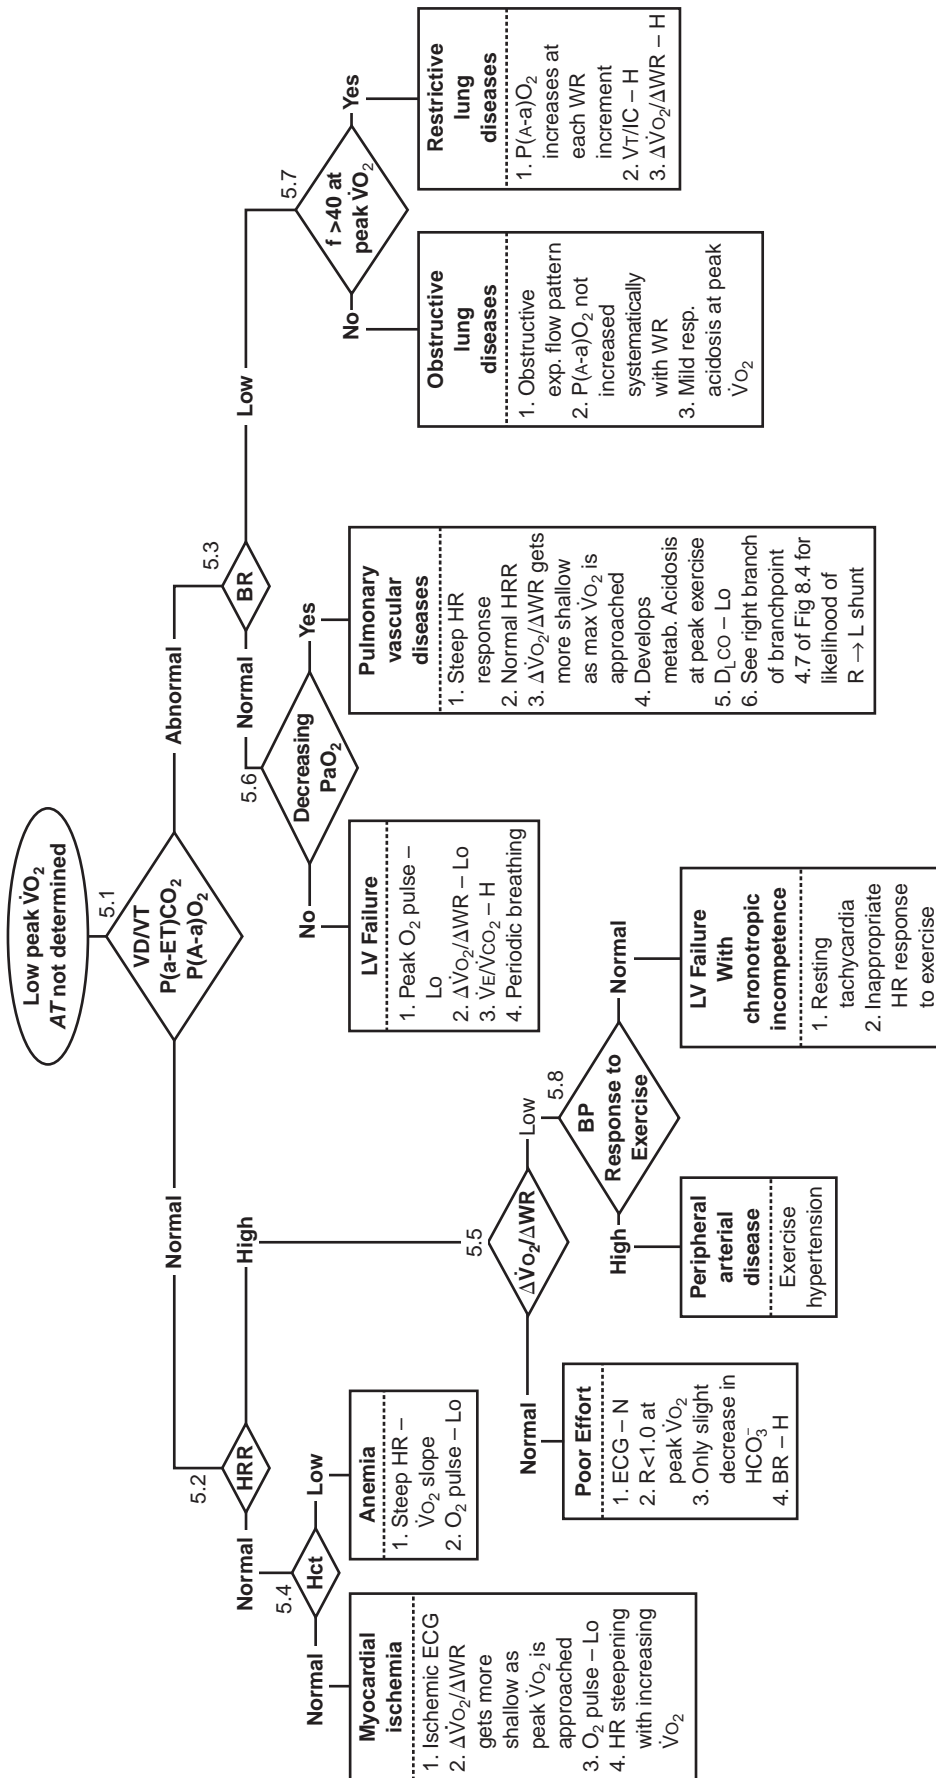 Low peak V̇O₂
AT not determined
5.1
VD/VT
P(a-ET)CO₂
P(A-a)O₂
Normal
Abnormal
5.2
HRR
Normal
High
5.3
BR
Normal
Low
5.4
Hct
Normal
Low
5.6
Decreasing
PaO₂
No
Yes
5.7
f >40 at
peak V̇O₂
No
Yes
Myocardial
ischemia
1. Ischemic ECG
2. ΔV̇O₂/ΔWR
gets more
shallow as
peak V̇O₂ is
approached
3. O₂ pulse – Lo
4. HR steepening
with increasing
V̇O₂
Anemia
1. Steep HR –
V̇O₂ slope
2. O₂ pulse – Lo
LV Failure
1. Peak O₂ pulse –
Lo
2. ΔV̇O₂/ΔWR – Lo
3. V̇E/V̇CO₂ – H
4. Periodic breathing
Pulmonary
vascular
diseases
1. Steep HR
response
2. Normal HRR
3. ΔV̇O₂/ΔWR gets
more shallow
as max V̇O₂ is
approached
4. Develops
metab. Acidosis
at peak exercise
5. DLCO – Lo
6. See right branch
of branchpoint
4.7 of Fig 8.4 for
likelihood of
R → L shunt
Obstructive
lung
diseases
1. Obstructive
exp. flow pattern
2. P(A-a)O₂ not
increased
systematically
with WR
3. Mild resp.
acidosis at peak
V̇O₂
Restrictive
lung
diseases
1. P(A-a)O₂
increases at
each WR
increment
2. VT/IC – H
3. ΔV̇O₂/ΔWR – H
5.5
ΔV̇O₂/ΔWR
Normal
Low
5.8
BP
Response to
Exercise
High
Normal
Poor Effort
1. ECG – N
2. R<1.0 at
peak V̇O₂
3. Only slight
decrease in
HCO₃⁻
4. BR – H
Peripheral
arterial
disease
Exercise
hypertension
LV Failure
With
chronotropic
incompetence
1. Resting
tachycardia
2. Inappropriate
HR response
to exercise